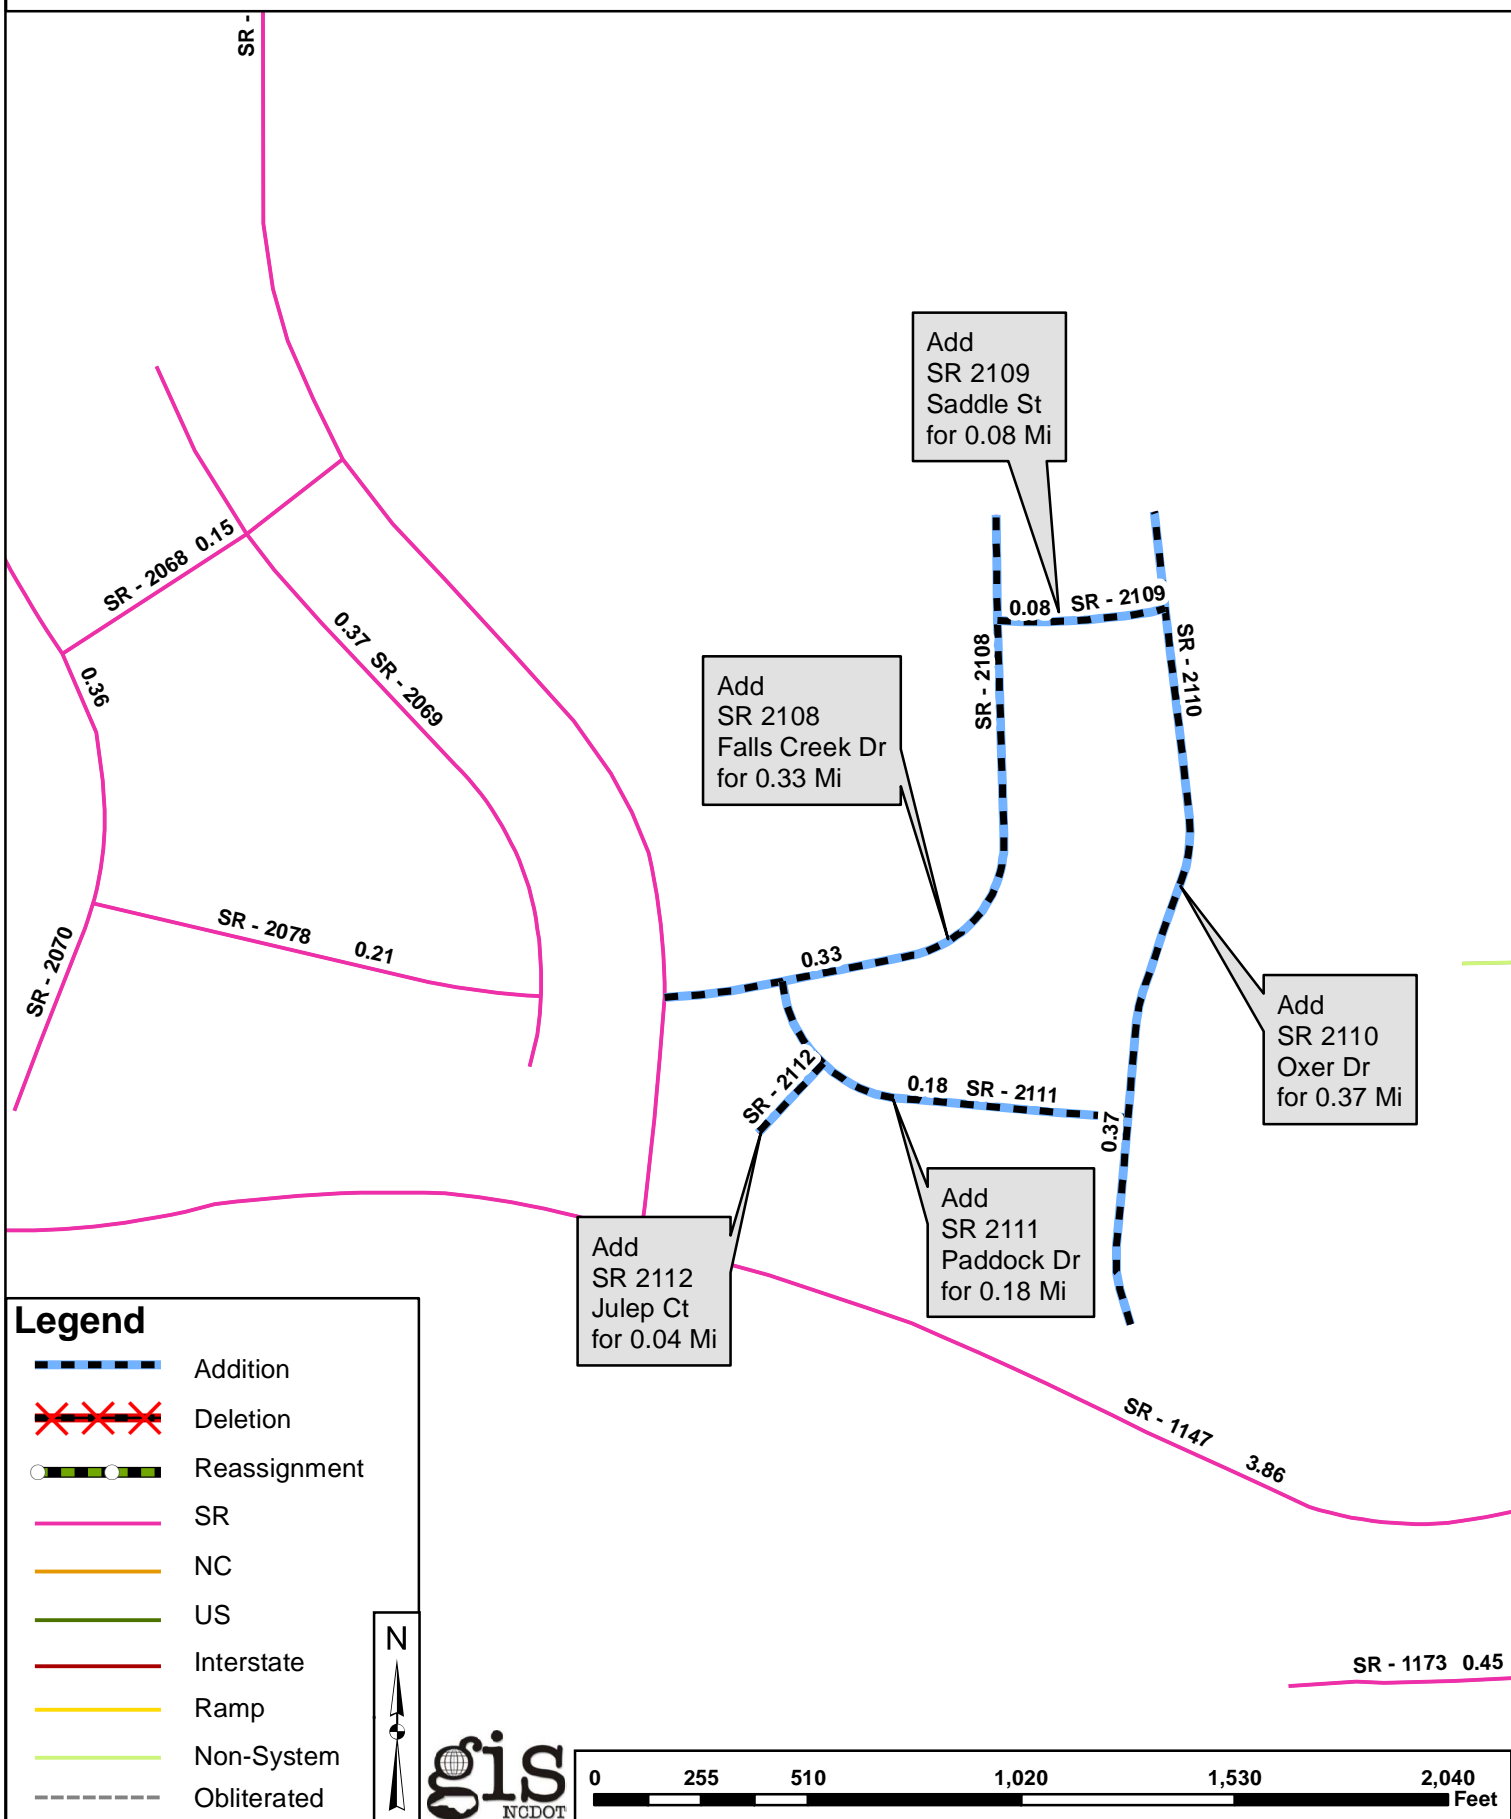 SR -
Add
SR 2109
Saddle St
for 0.08 Mi
SR - 2068 0.15
0.37 SR - 2069
0.36
0.08 SR - 2109
SR - 2108
SR - 2110
Add
SR 2108
Falls Creek Dr
for 0.33 Mi
SR - 2078 0.21
SR - 2070
0.33
Add
SR 2110
Oxer Dr
for 0.37 Mi
SR - 2112
0.18 SR - 2111
0.37
Add
SR 2111
Paddock Dr
for 0.18 Mi
Add
SR 2112
Julep Ct
for 0.04 Mi
SR - 1147 3.86
SR - 1173 0.45
Legend
Addition
Deletion
Reassignment
SR
NC
US
Interstate
Ramp
Non-System
Obliterated
N
gis
NCDOT
0 255 510 1,020 1,530 2,040
Feet